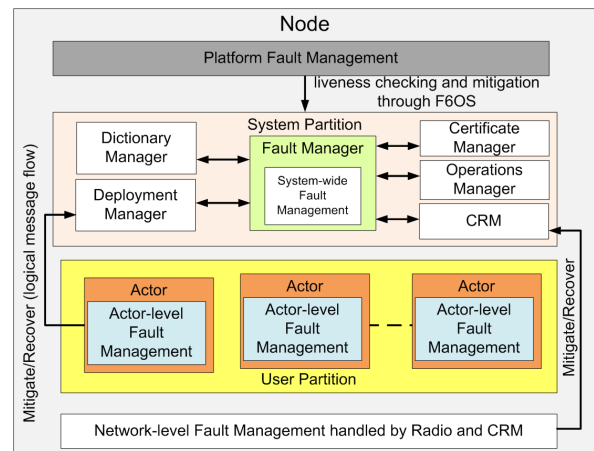 Node
Platform Fault Management
liveness checking and mitigation
through F6OS
System Partition
Dictionary
Manager
Deployment
Manager
Fault Manager
System-wide
Fault
Management
Certificate
Manager
Operations
Manager
CRM
Mitigate/Recover (logical message flow)
Actor
Actor-level
Fault
Management
Actor
Actor-level
Fault
Management
Actor
Actor-level
Fault
Management
User Partition
Mitigate/Recover
Network-level Fault Management handled by Radio and CRM